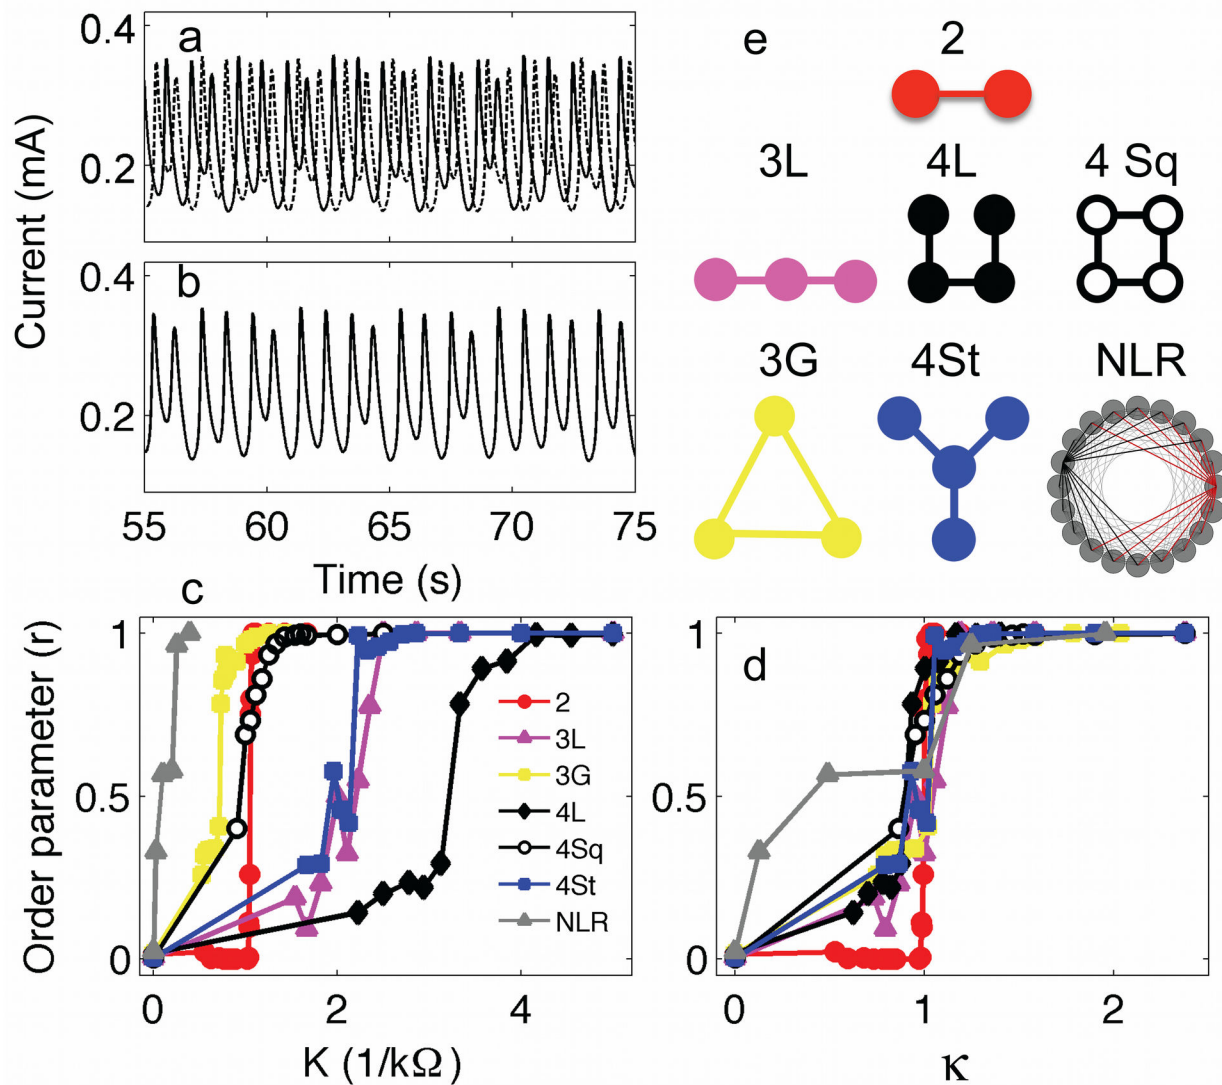 0.4
a
0.2
Current (mA)
0.4
b
0.2
55 60 65 70 75
Time (s)
e
2
3L 4L 4 Sq
3G 4St NLR
c
1
0.5
0
Order parameter (r)
2
3L
3G
4L
4Sq
4St
NLR
0 2 4
K (1/kΩ)
d
1
0.5
0
0 1 2
κ